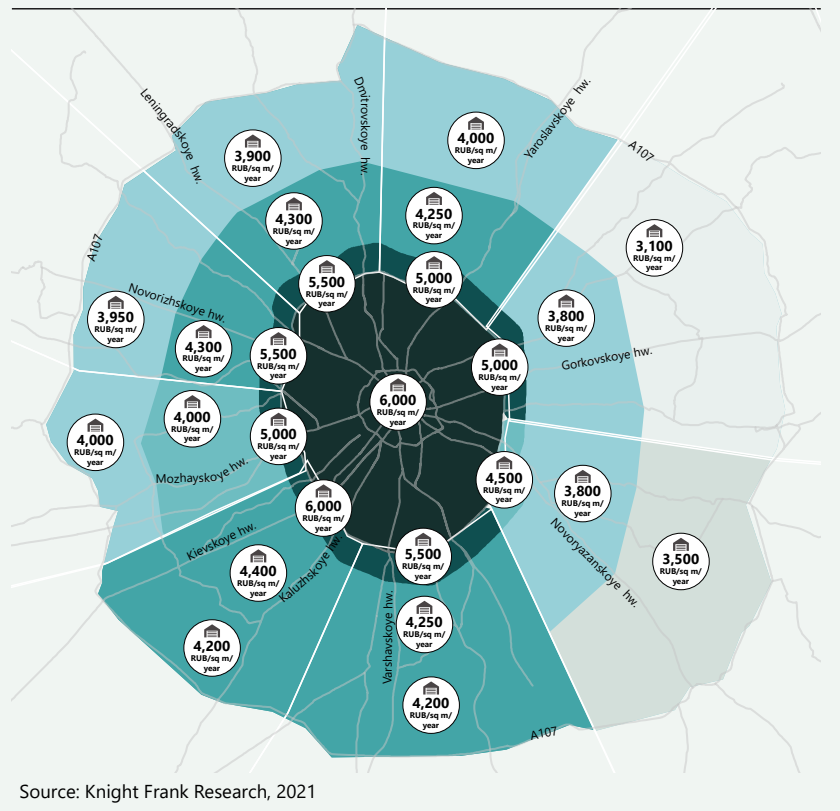 Dmitrovskoye hw.
Yaroslavskoye hw.
Leningradskoye hw.
4,000
RUB/sq m/
year
A107
3,900
RUB/sq m/
year
4,300
RUB/sq m/
year
4,250
RUB/sq m/
year
3,100
RUB/sq m/
year
A107
5,500
RUB/sq m/
year
5,000
RUB/sq m/
year
Novorizhskoye hw.
3,950
RUB/sq m/
year
3,800
RUB/sq m/
year
4,300
RUB/sq m/
year
5,500
RUB/sq m/
year
5,000
RUB/sq m/
year
Gorkovskoye hw.
6,000
RUB/sq m/
year
4,000
RUB/sq m/
year
4,000
RUB/sq m/
year
5,000
RUB/sq m/
year
Mozhayskoye hw.
4,500
RUB/sq m/
year
3,800
RUB/sq m/
year
6,000
RUB/sq m/
year
Kievskoye hw.
Kaluzhskoye hw.
Novoryazanskoye hw.
5,500
RUB/sq m/
year
3,500
RUB/sq m/
year
4,400
RUB/sq m/
year
Varshavskoye hw.
4,250
RUB/sq m/
year
4,200
RUB/sq m/
year
4,200
RUB/sq m/
year
A107
Source: Knight Frank Research, 2021